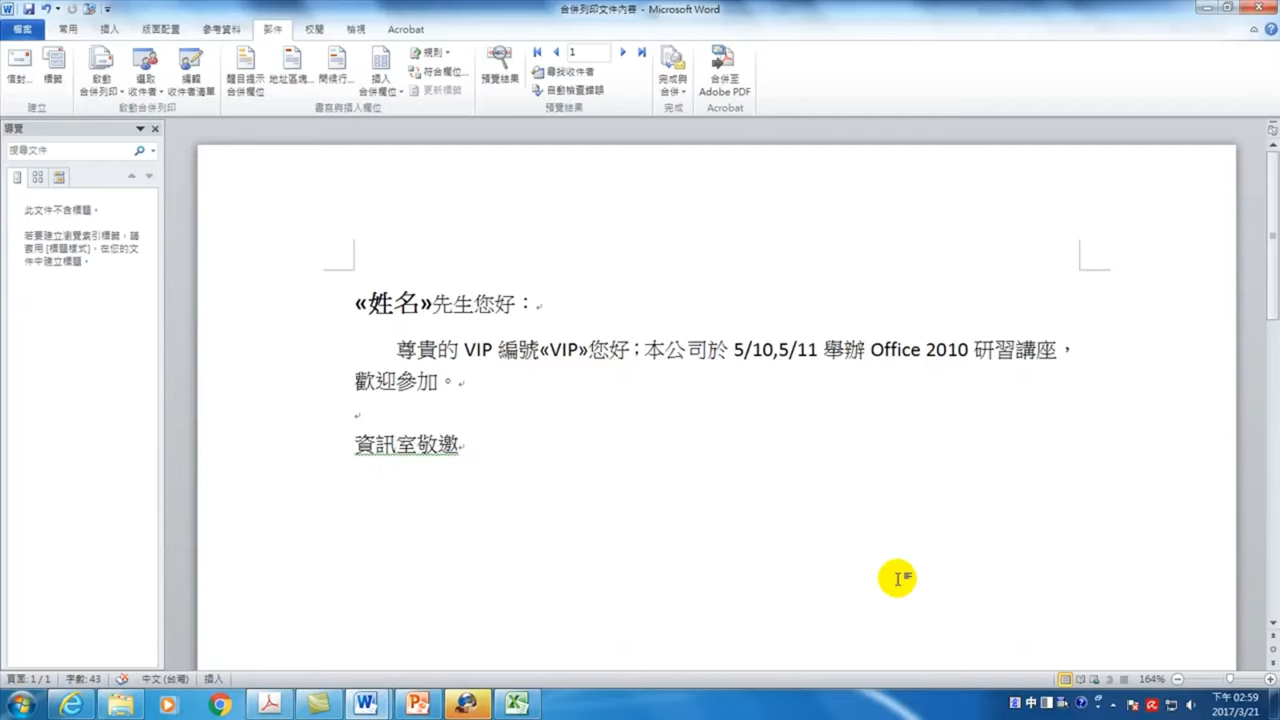 合併列印文件內容 - Microsoft Word
檔案 常用 插入 版面配置 參考資料 郵件 校閱 檢視 Acrobat
信封... 標籤 啟動合併列印 選取收件者 編輯收件者清單 醒目提示合併欄位 地址區塊... 問候行... 插入合併欄位 規則 符合欄位... 更新標籤 預覽結果 1 尋找收件者 自動檢查錯誤 完成與合併 合併至 Adobe PDF
建立 啟動合併列印 書寫與插入欄位 預覽結果 完成 Acrobat
導覽
搜尋文件
此文件不含標題。
若要建立瀏覽索引標籤，請
套用 [標題樣式]，在您的文
件中建立標題。
«姓名»先生您好：
尊貴的 VIP 編號«VIP»您好；本公司於 5/10,5/11 舉辦 Office 2010 研習講座，
歡迎參加。
資訊室敬邀
頁面: 1/1 字數: 43 中文(台灣) 插入 164%
中
下午 02:59
2017/3/21